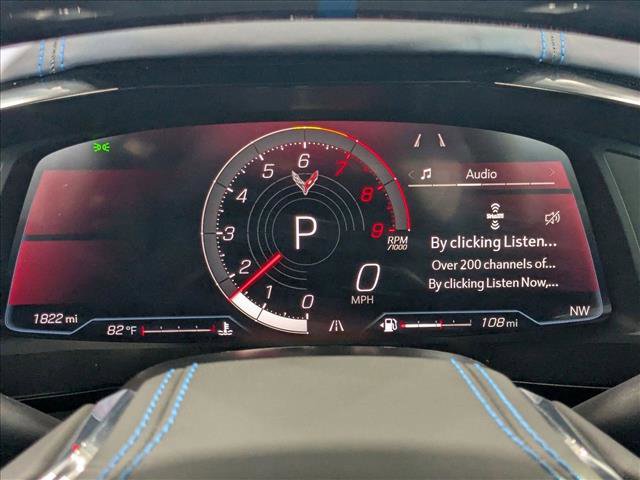 Audio
SiriusXM
By clicking Listen...
Over 200 channels of...
By clicking Listen Now,...
0
1
2
3
4
5
6
7
8
9
RPM
/1000
P
0
MPH
1822 mi
82 °F
108 mi
NW